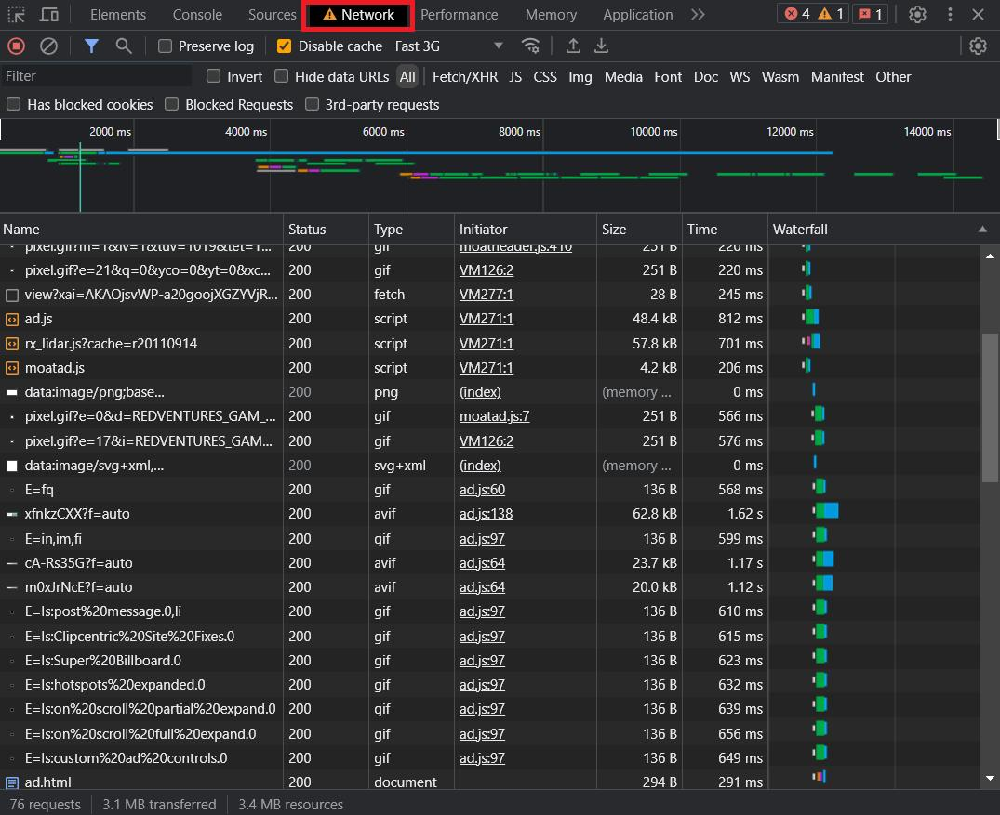 Elements Console Sources Network Performance Memory Application 4 1 1
Preserve log Disable cache Fast 3G
Filter Invert Hide data URLs All Fetch/XHR JS CSS Img Media Font Doc WS Wasm Manifest Other
Has blocked cookies Blocked Requests 3rd-party requests
2000 ms 4000 ms 6000 ms 8000 ms 10000 ms 12000 ms 14000 ms
Name Status Type Initiator Size Time Waterfall
pixel.gif?m=1&iv=1&tuv=1019&tet=1... 200 gif moatheader.js:410 251 B 220 ms
pixel.gif?e=21&q=0&yco=0&yt=0&xc... 200 gif VM126:2 251 B 220 ms
view?xai=AKAOjsvWP-a20goojXGZYVjR... 200 fetch VM277:1 28 B 245 ms
ad.js 200 script VM271:1 48.4 kB 812 ms
rx_lidar.js?cache=r20110914 200 script VM271:1 57.8 kB 701 ms
moatad.js 200 script VM271:1 4.2 kB 206 ms
data:image/png;base... 200 png (index) (memory ... 0 ms
pixel.gif?e=0&d=REDVENTURES_GAM_... 200 gif moatad.js:7 251 B 566 ms
pixel.gif?e=17&i=REDVENTURES_GAM... 200 gif VM126:2 251 B 576 ms
data:image/svg+xml,... 200 svg+xml (index) (memory ... 0 ms
E=fq 200 gif ad.js:60 136 B 568 ms
xfnkzCXX?f=auto 200 avif ad.js:138 62.8 kB 1.62 s
E=in,im,fi 200 gif ad.js:97 136 B 599 ms
cA-Rs35G?f=auto 200 avif ad.js:64 23.7 kB 1.17 s
m0xJrNcE?f=auto 200 avif ad.js:64 20.0 kB 1.12 s
E=ls:post%20message.0,li 200 gif ad.js:97 136 B 610 ms
E=ls:Clipcentric%20Site%20Fixes.0 200 gif ad.js:97 136 B 615 ms
E=ls:Super%20Billboard.0 200 gif ad.js:97 136 B 623 ms
E=ls:hotspots%20expanded.0 200 gif ad.js:97 136 B 632 ms
E=ls:on%20scroll%20partial%20expand.0 200 gif ad.js:97 136 B 639 ms
E=ls:on%20scroll%20full%20expand.0 200 gif ad.js:97 136 B 656 ms
E=ls:custom%20ad%20controls.0 200 gif ad.js:97 136 B 649 ms
ad.html 200 document 294 B 291 ms
76 requests 3.1 MB transferred 3.4 MB resources